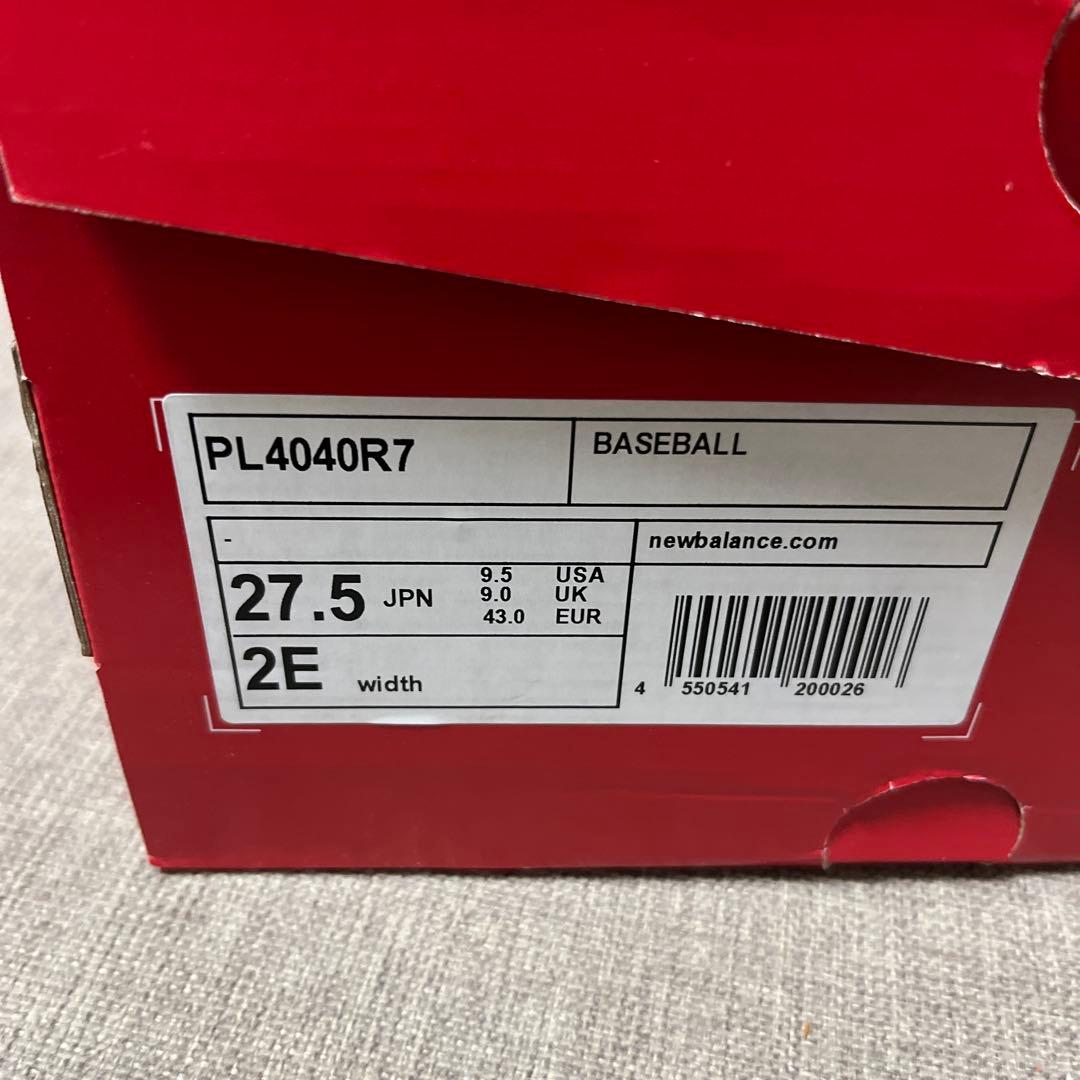 PL4040R7
BASEBALL
-
newbalance.com
27.5 JPN
9.5 USA
9.0 UK
43.0 EUR
2E width
4 550541 200026